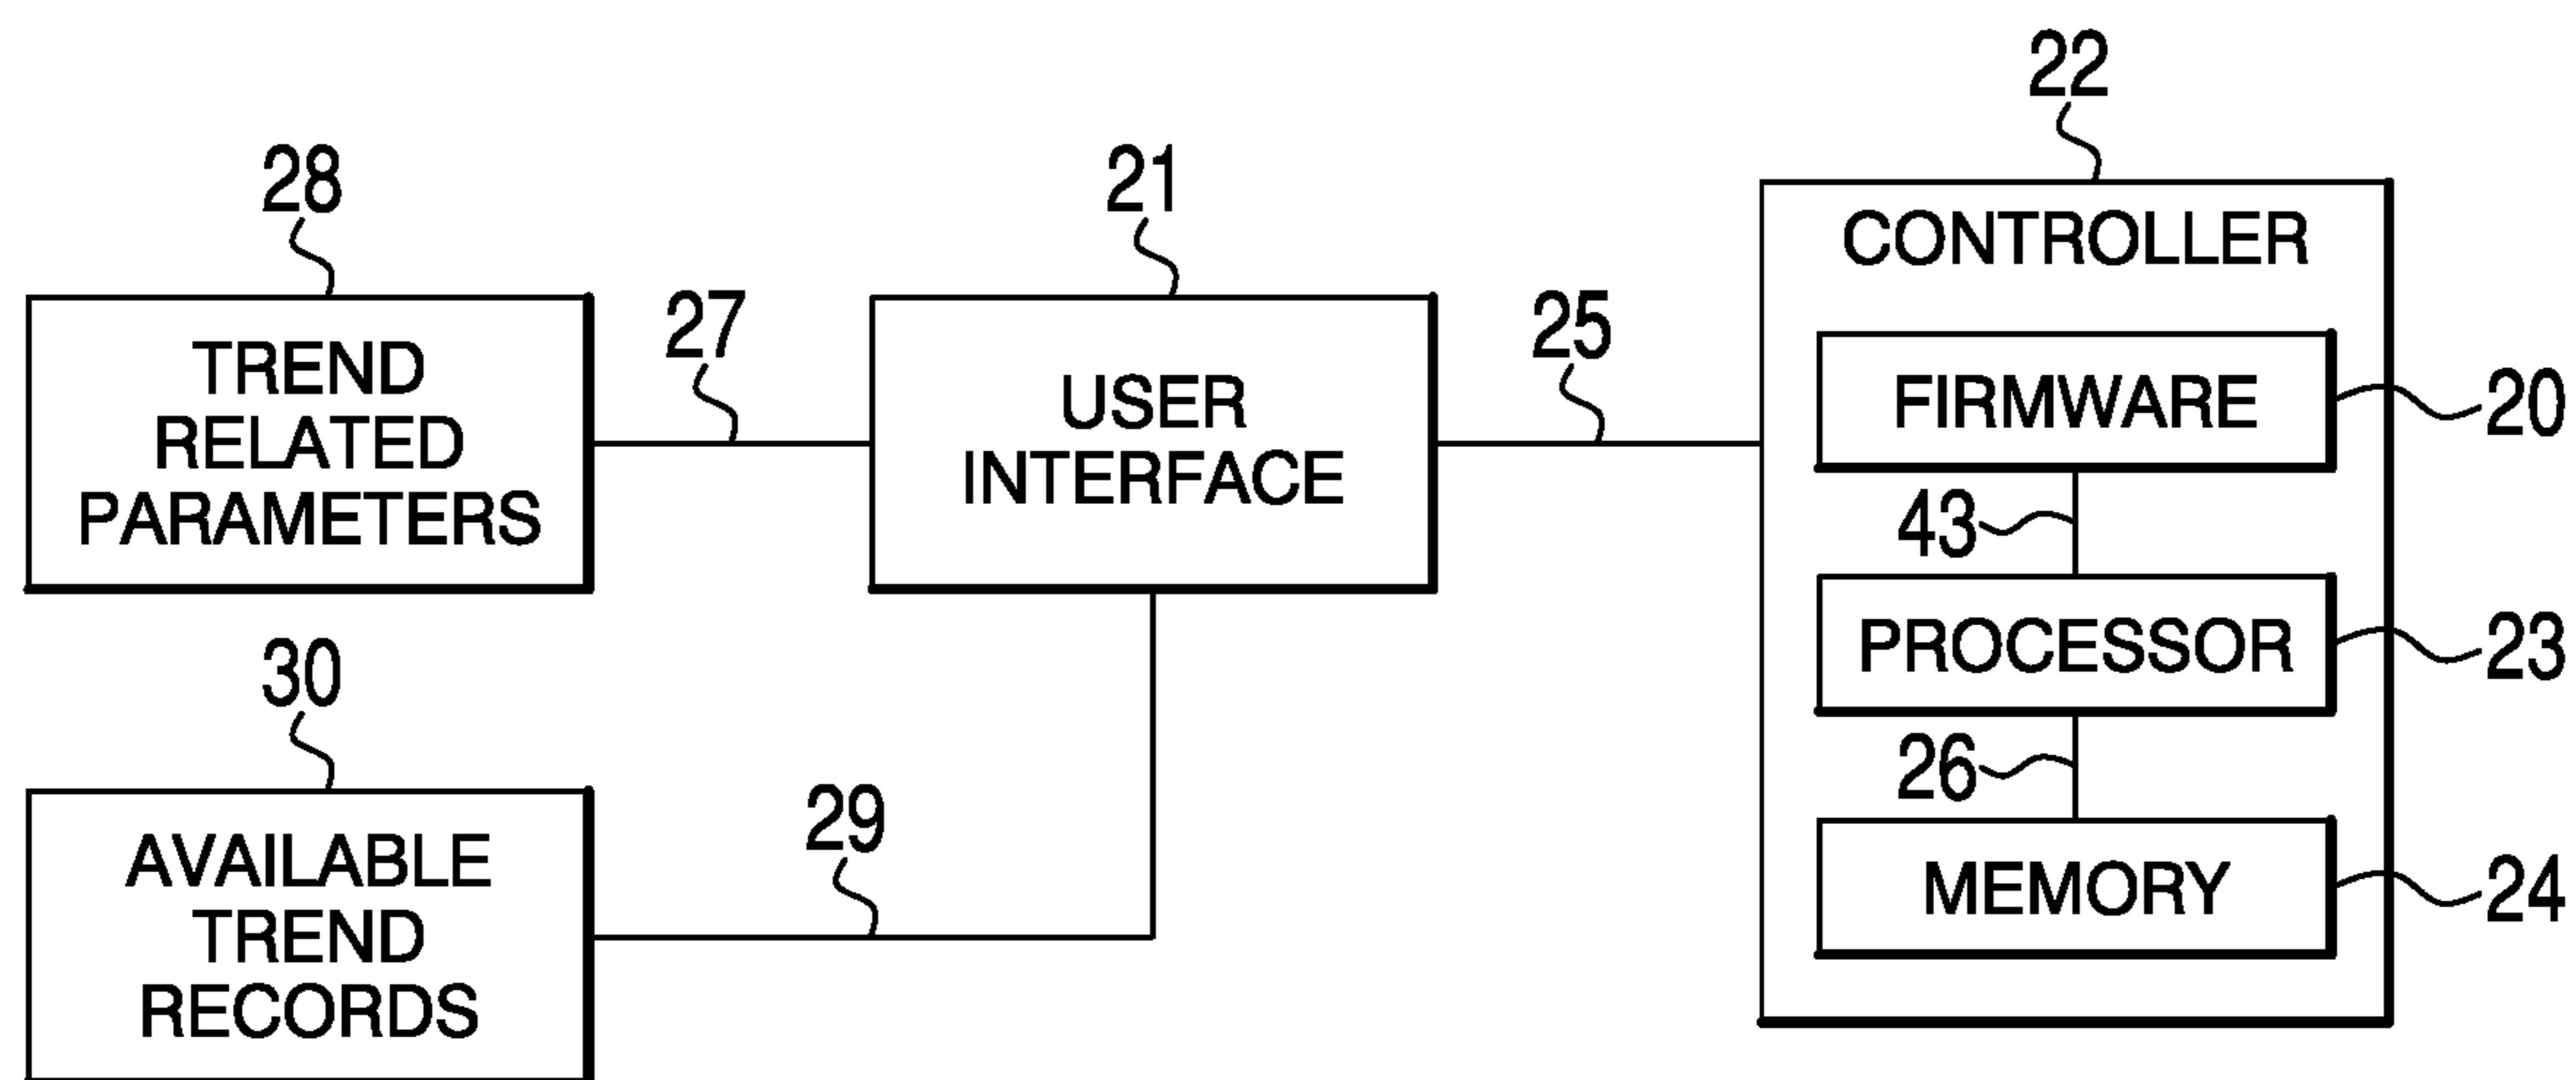 22
28
21
CONTROLLER
27
25
TREND
RELATED
PARAMETERS
USER
INTERFACE
FIRMWARE
20
43
PROCESSOR
23
30
26
29
MEMORY
24
AVAILABLE
TREND
RECORDS